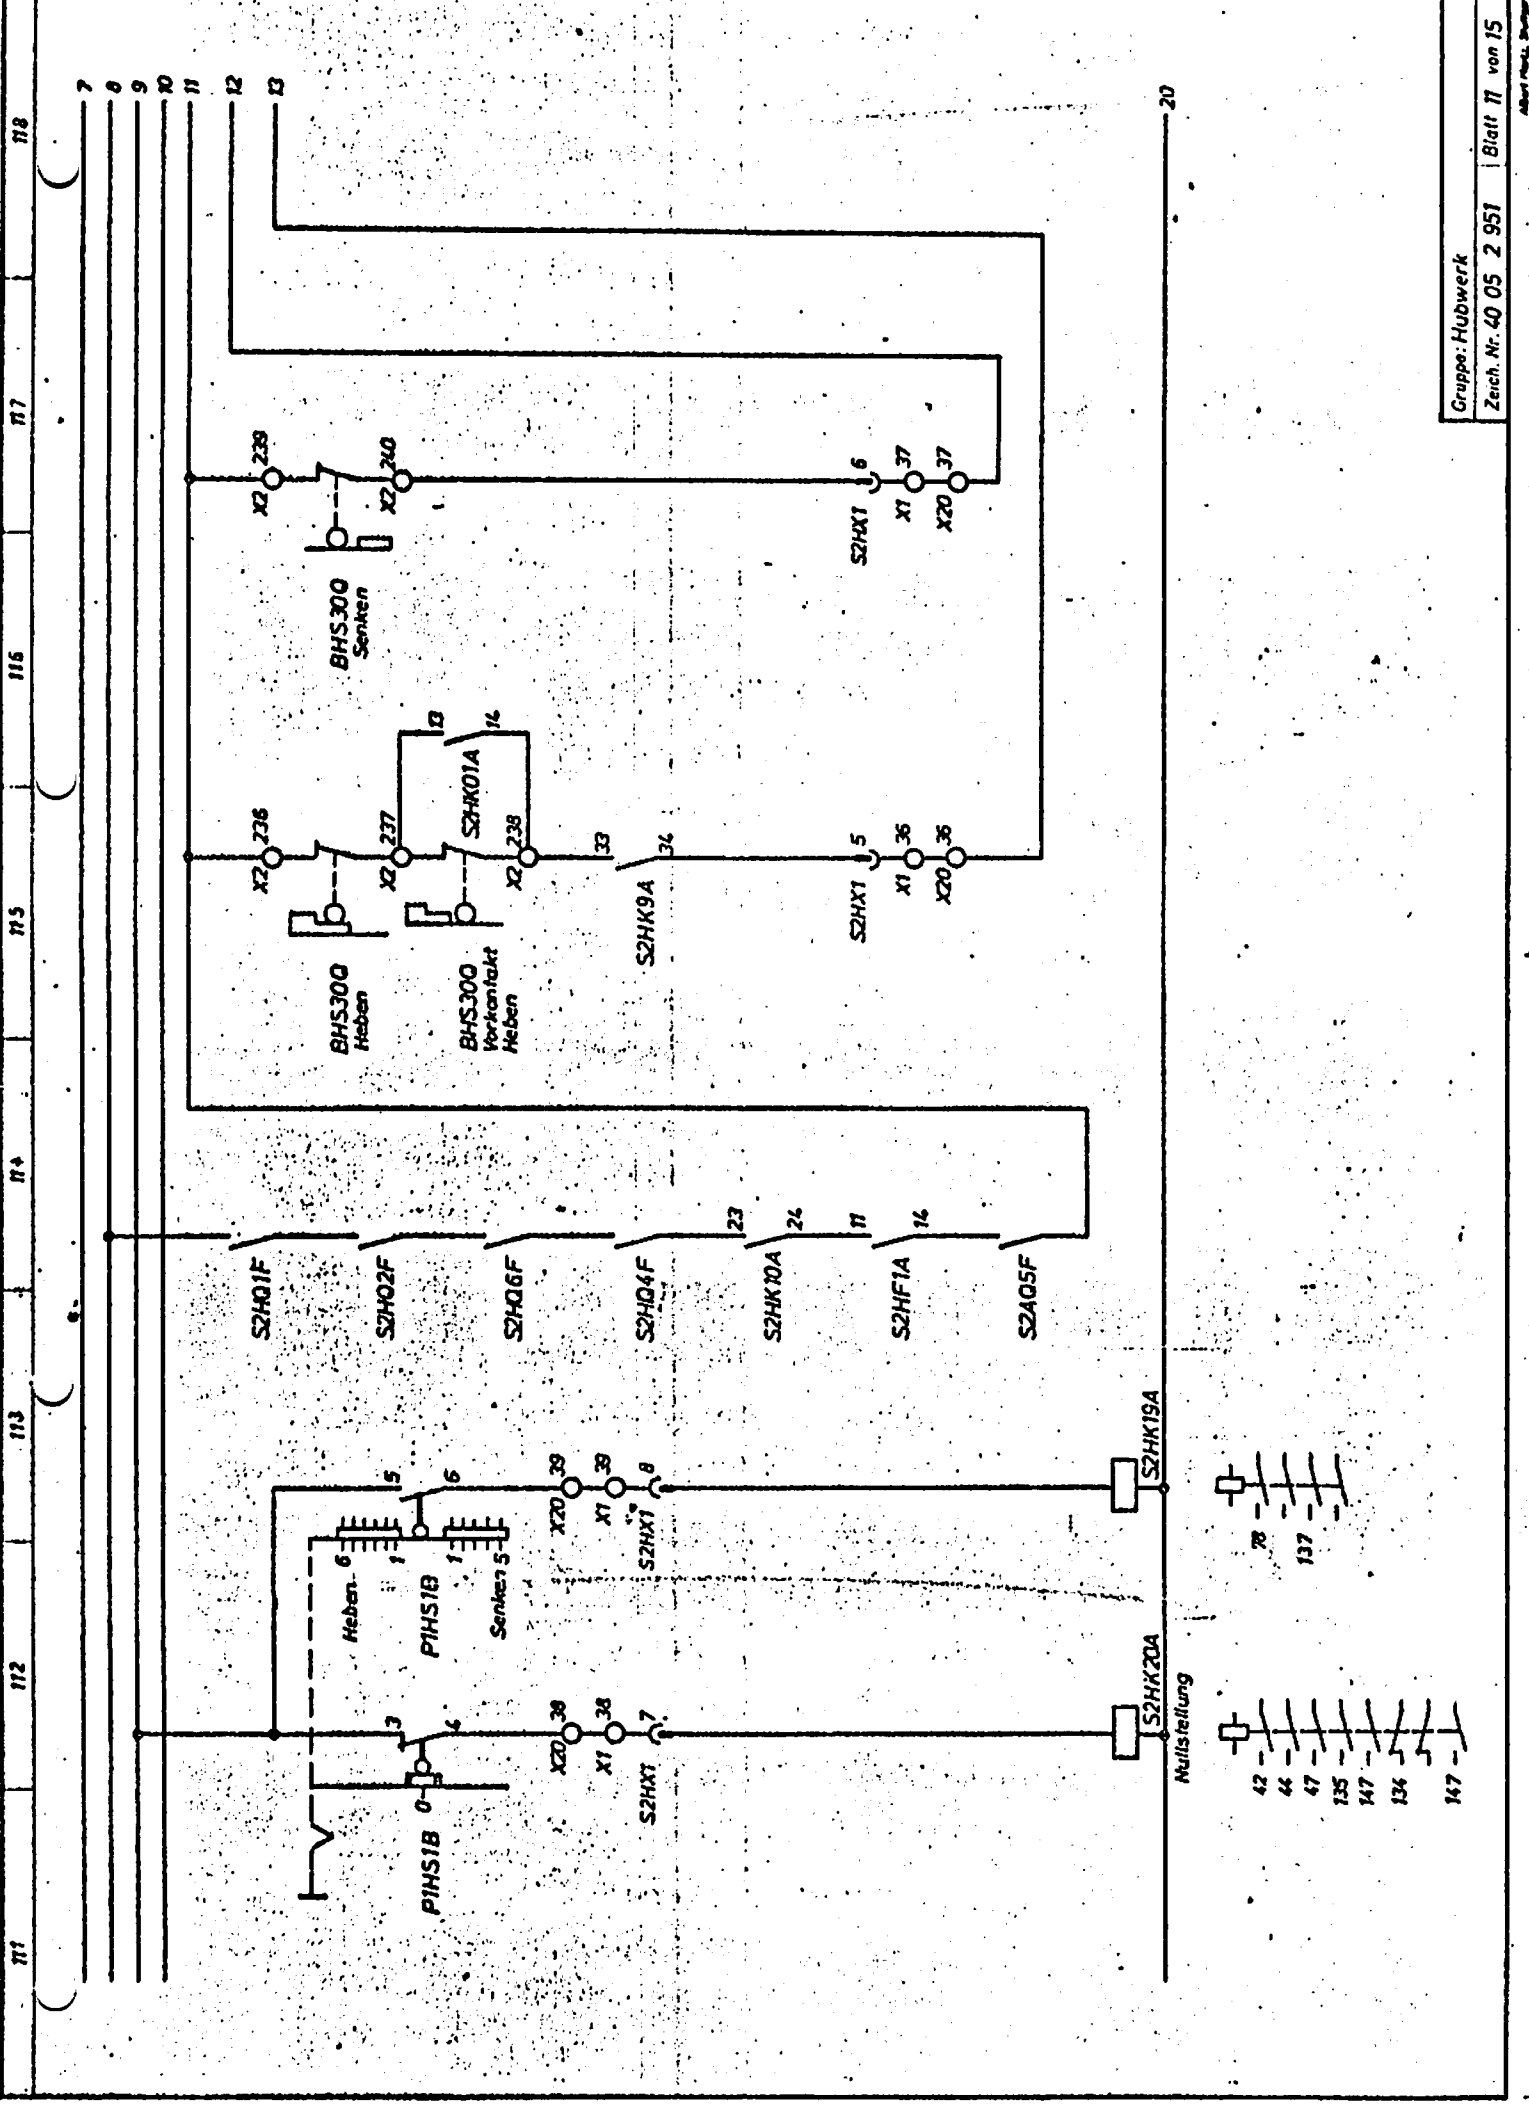 111
112
113
114
115
116
117
118
7
8
9
10
11
12
13
P1HS1B
0
3
4
X20 38
X1 38
S2HX1 7
S2HK20A
Nullstellung
42
44
47
135
147
134
147
Heben 6
1
P1HS1B
1
Senken 5
5
6
X20 39
X1 39
S2HX1 8
S2HK19A
78
137
S2HQ1F
S2HQ2F
S2HQ6F
S2HQ4F
S2HK10A
23
24
S2HF1A
11
14
S2AQ5F
X2 236
BHS30Q
Heben
X2 237
BHS30Q
Vorkontakt
Heben
S2HK01A
13
14
X2 238
S2HK9A
33
34
S2HX1 5
X1 36
X20 36
X2 239
BHS30Q
Senken
X2 240
S2HX1 6
X1 37
X20 37
20
Gruppe: Hubwerk
Zeich. Nr. 40 05 2 951
Blatt 11 von 15